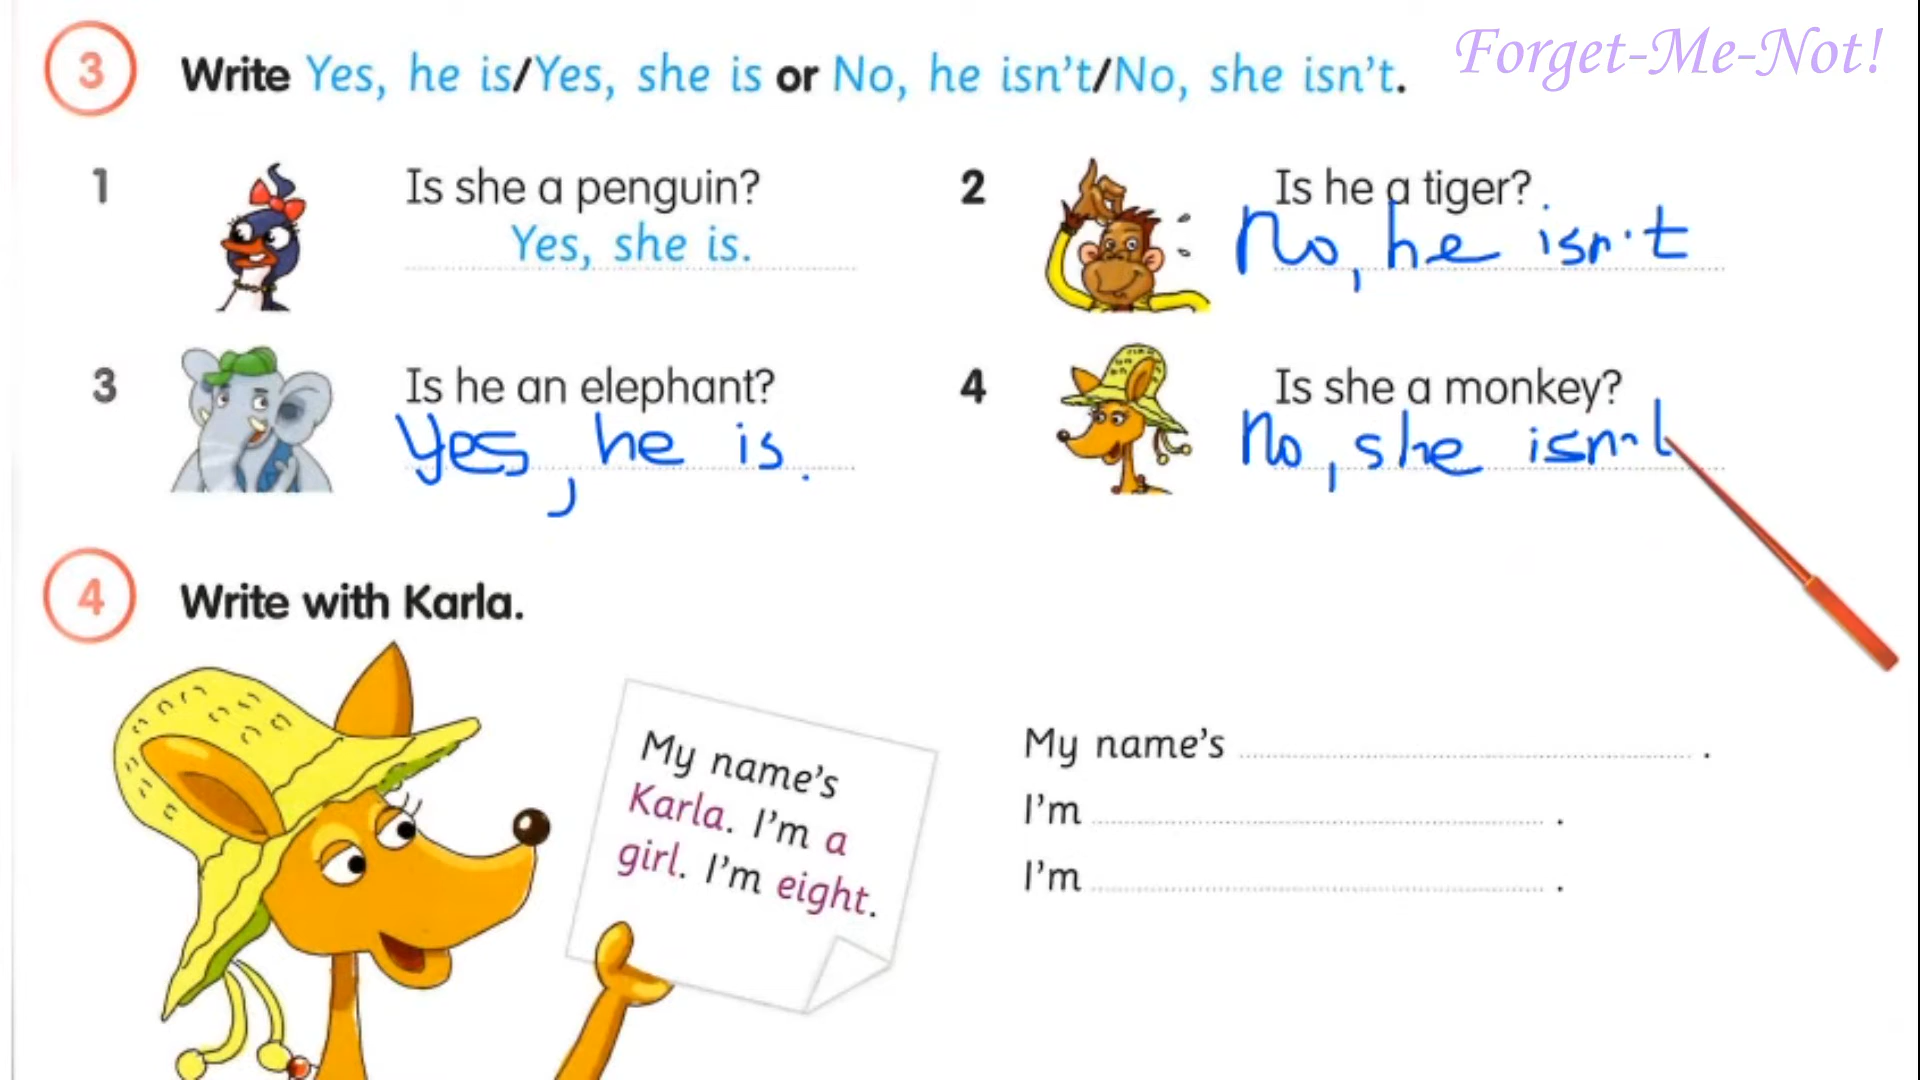 Forget-Me-Not!
3 Write Yes, he is/Yes, she is or No, he isn't/No, she isn't.
1 Is she a penguin?
Yes, she is.
2 Is he a tiger?
No, he isn't
3 Is he an elephant?
Yes, he is.
4 Is she a monkey?
No, she isn't
4 Write with Karla.
My name's
Karla. I'm a
girl. I'm eight.
My name's .
I'm .
I'm .